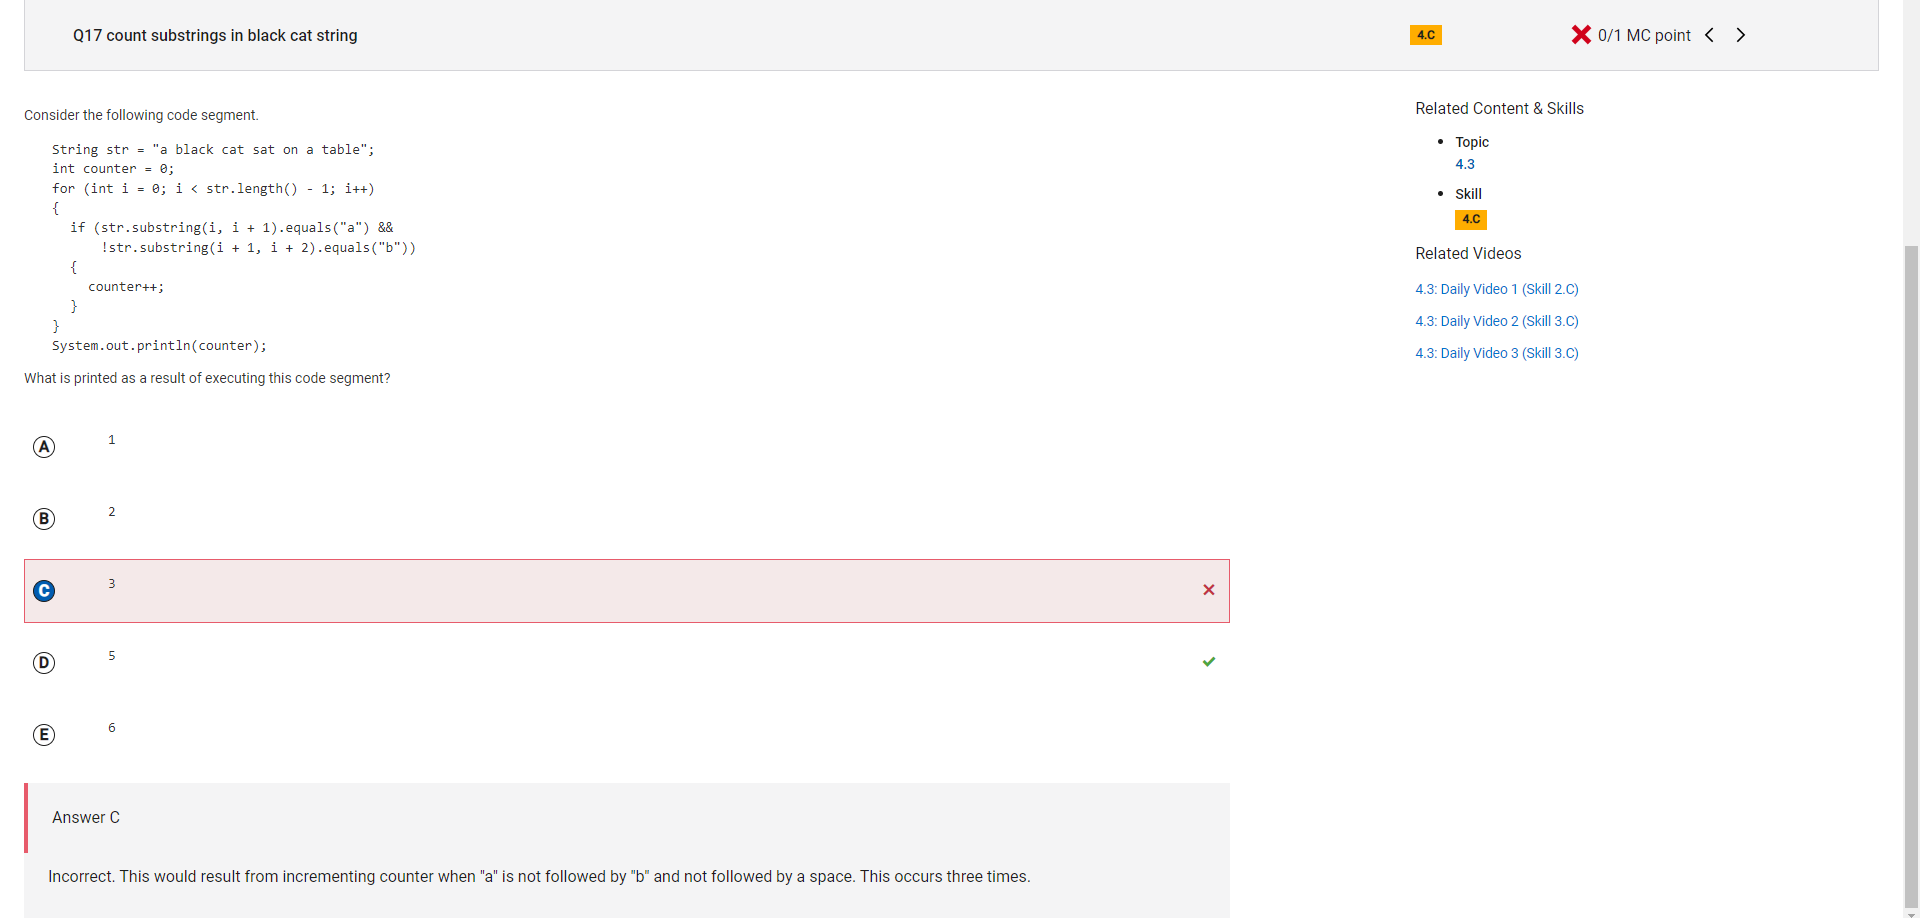 Q17 count substrings in black cat string
4.C
0/1 MC point
Consider the following code segment.
String str = "a black cat sat on a table";
int counter = 0;
for (int i = 0; i < str.length() - 1; i++)
{
if (str.substring(i, i + 1).equals("a") &&
!str.substring(i + 1, i + 2).equals("b"))
{
counter++;
}
}
System.out.println(counter);
What is printed as a result of executing this code segment?
A 1
B 2
C 3
D 5
E 6
Answer C
Incorrect. This would result from incrementing counter when "a" is not followed by "b" and not followed by a space. This occurs three times.
Related Content & Skills
Topic
4.3
Skill
4.C
Related Videos
4.3: Daily Video 1 (Skill 2.C)
4.3: Daily Video 2 (Skill 3.C)
4.3: Daily Video 3 (Skill 3.C)